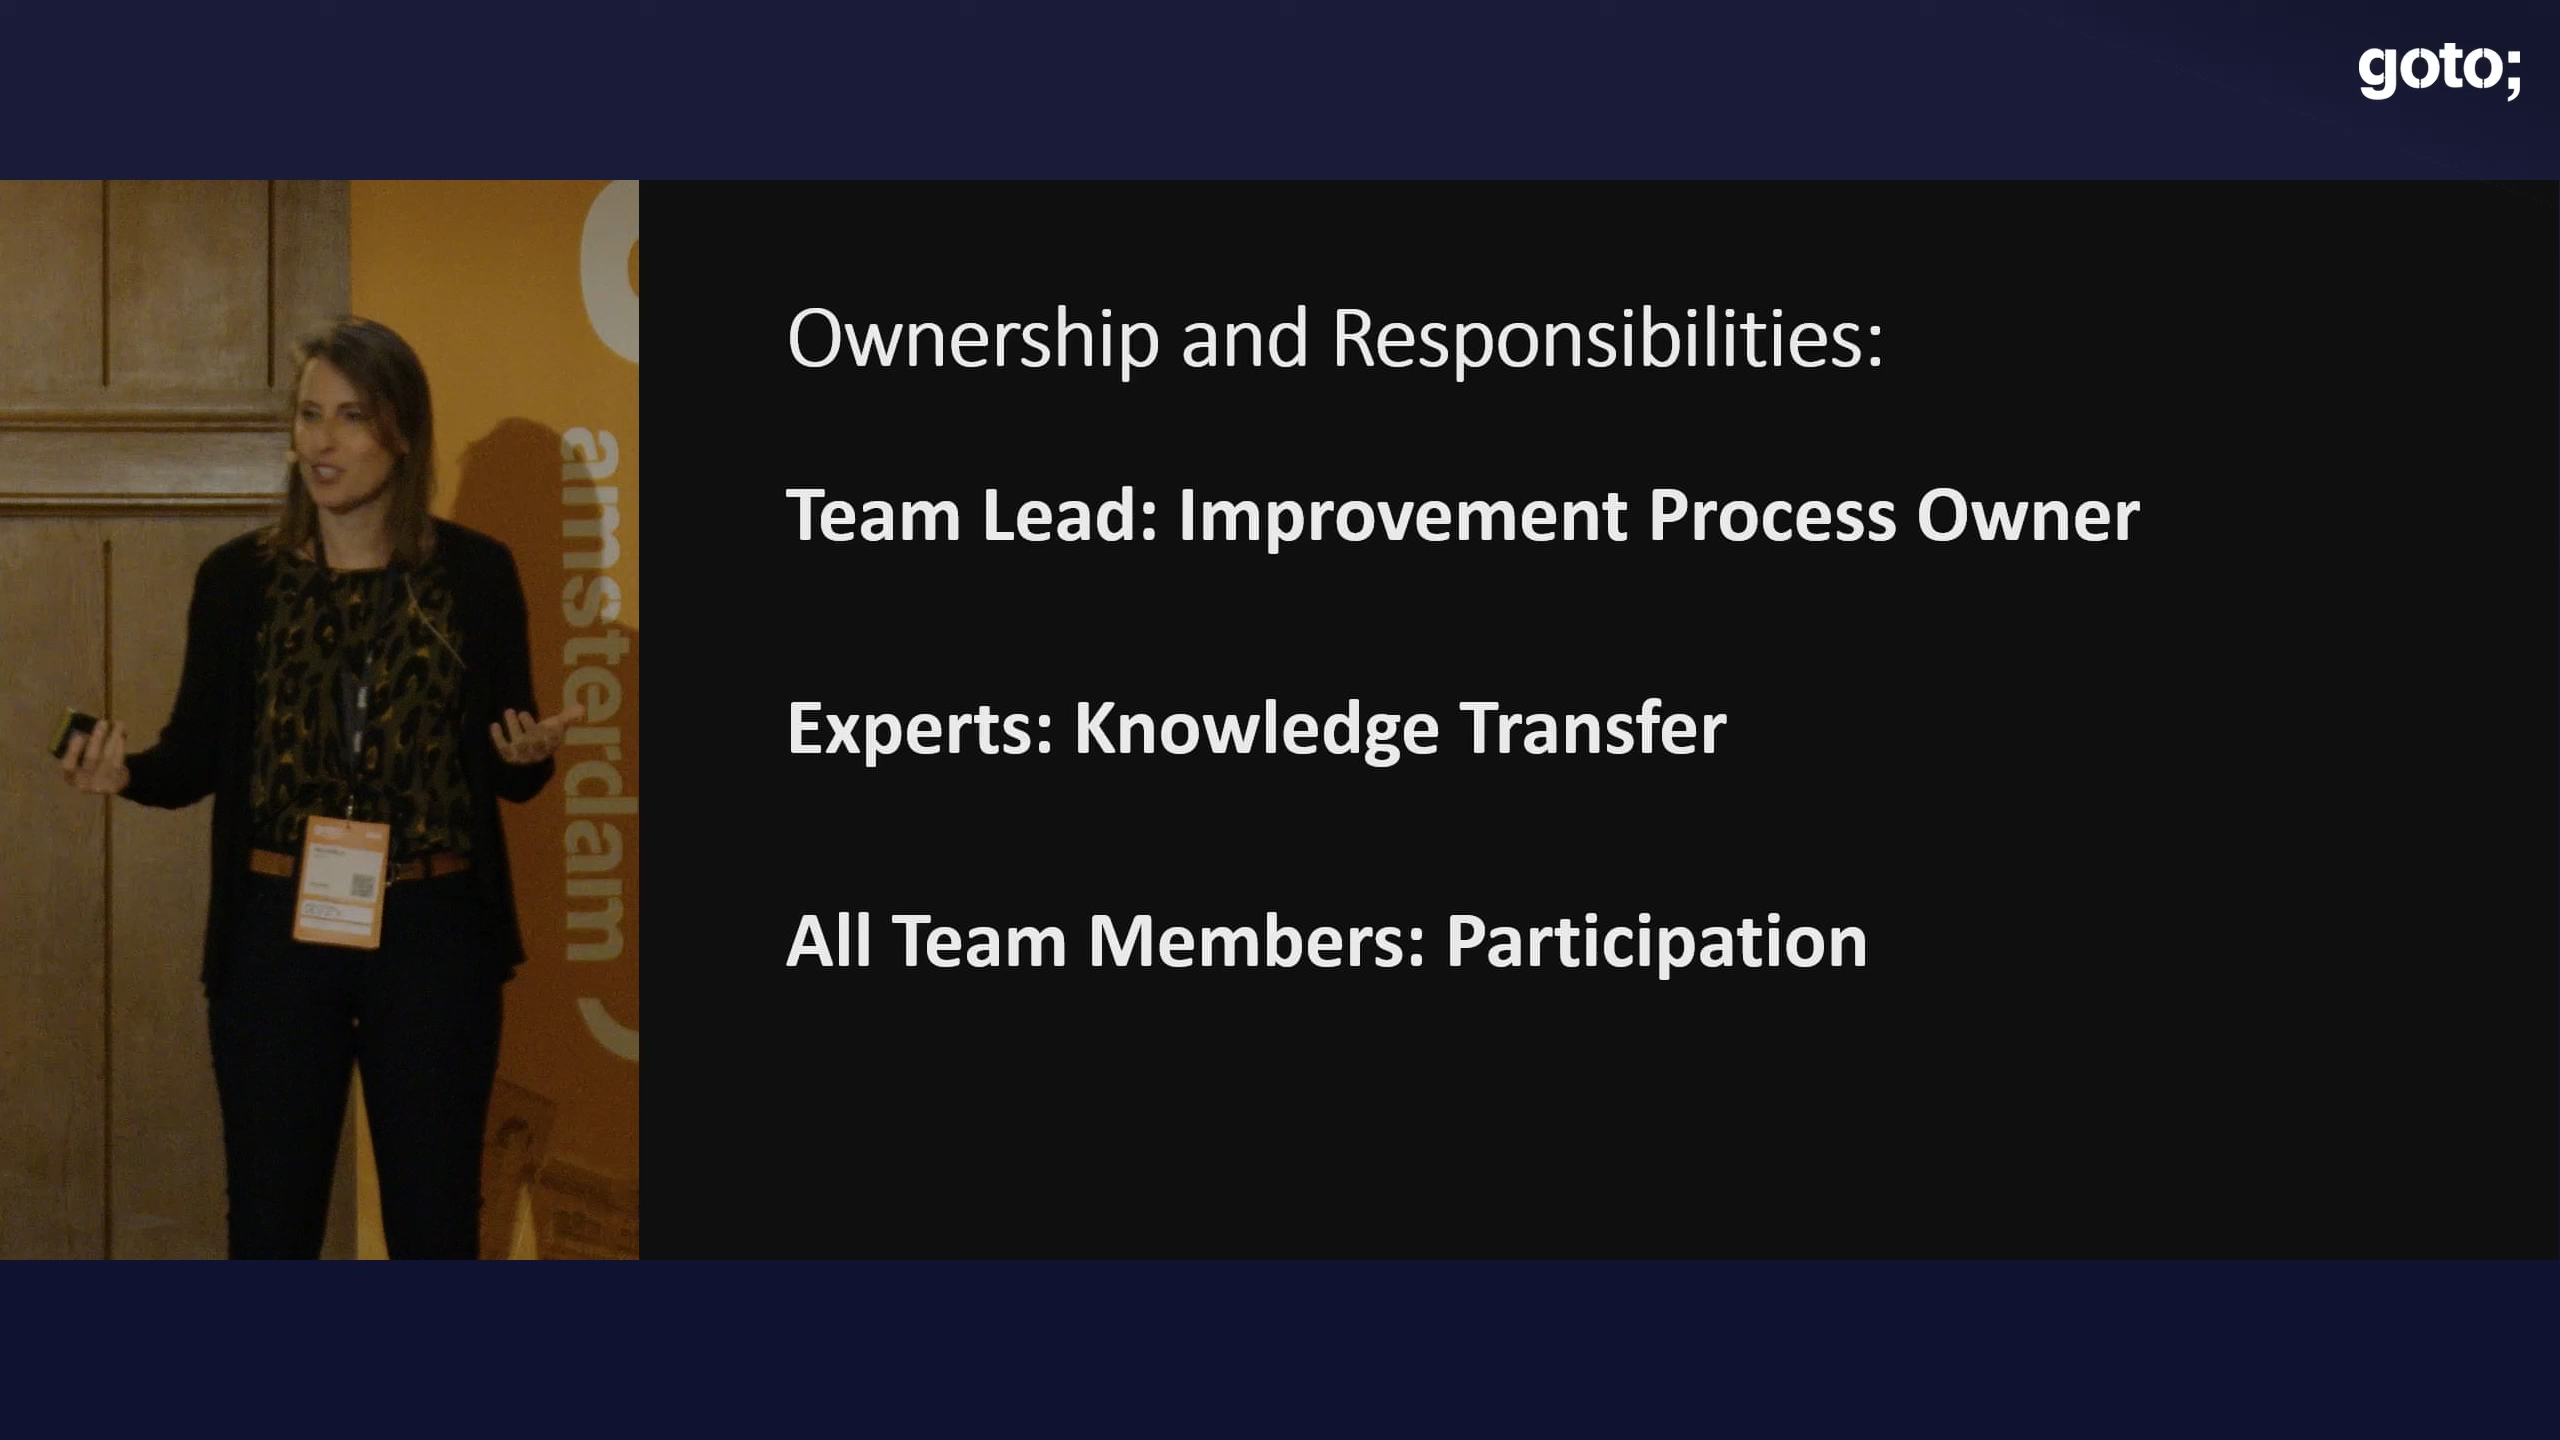 goto;
amsterdam
Ownership and Responsibilities:
Team Lead: Improvement Process Owner
Experts: Knowledge Transfer
All Team Members: Participation